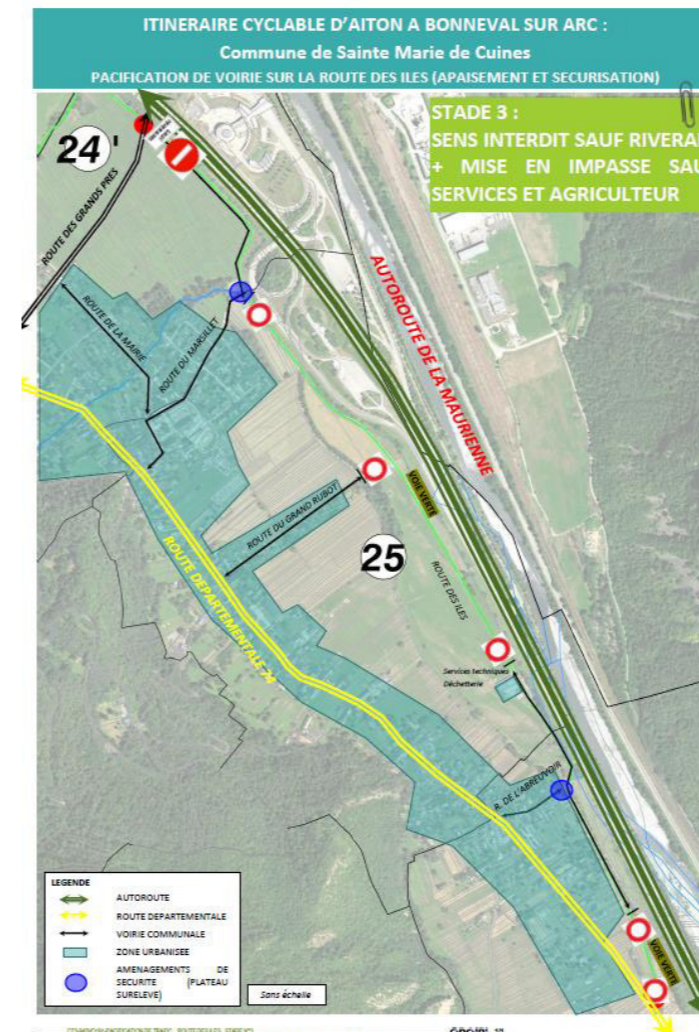 ITINERAIRE CYCLABLE D'AITON A BONNEVAL SUR ARC :
Commune de Sainte Marie de Cuines
PACIFICATION DE VOIRIE SUR LA ROUTE DES ILES (APAISEMENT ET SECURISATION)
STADE 3 :
SENS INTERDIT SAUF RIVERAI
+ MISE EN IMPASSE SAU
SERVICES ET AGRICULTEUR
24'
ROUTE DES GRANDS PRES
ROUTE DE LA MAIRIE
ROUTE DU MARSILLET
AUTOROUTE DE LA MAURIENNE
VOIE VERTE
ROUTE DU GRAND RUBOT
25
ROUTE DES ILES
ROUTE DEPARTEMENTALE 74
Services techniques
Déchetterie
R. DE L'ABREUVOIR
VOIE VERTE
LEGENDE
AUTOROUTE
ROUTE DEPARTEMENTALE
VOIRIE COMMUNALE
ZONE URBANISEE
AMENAGEMENTS DE
SECURITE (PLATEAU
SURELEVE)
Sans échelle